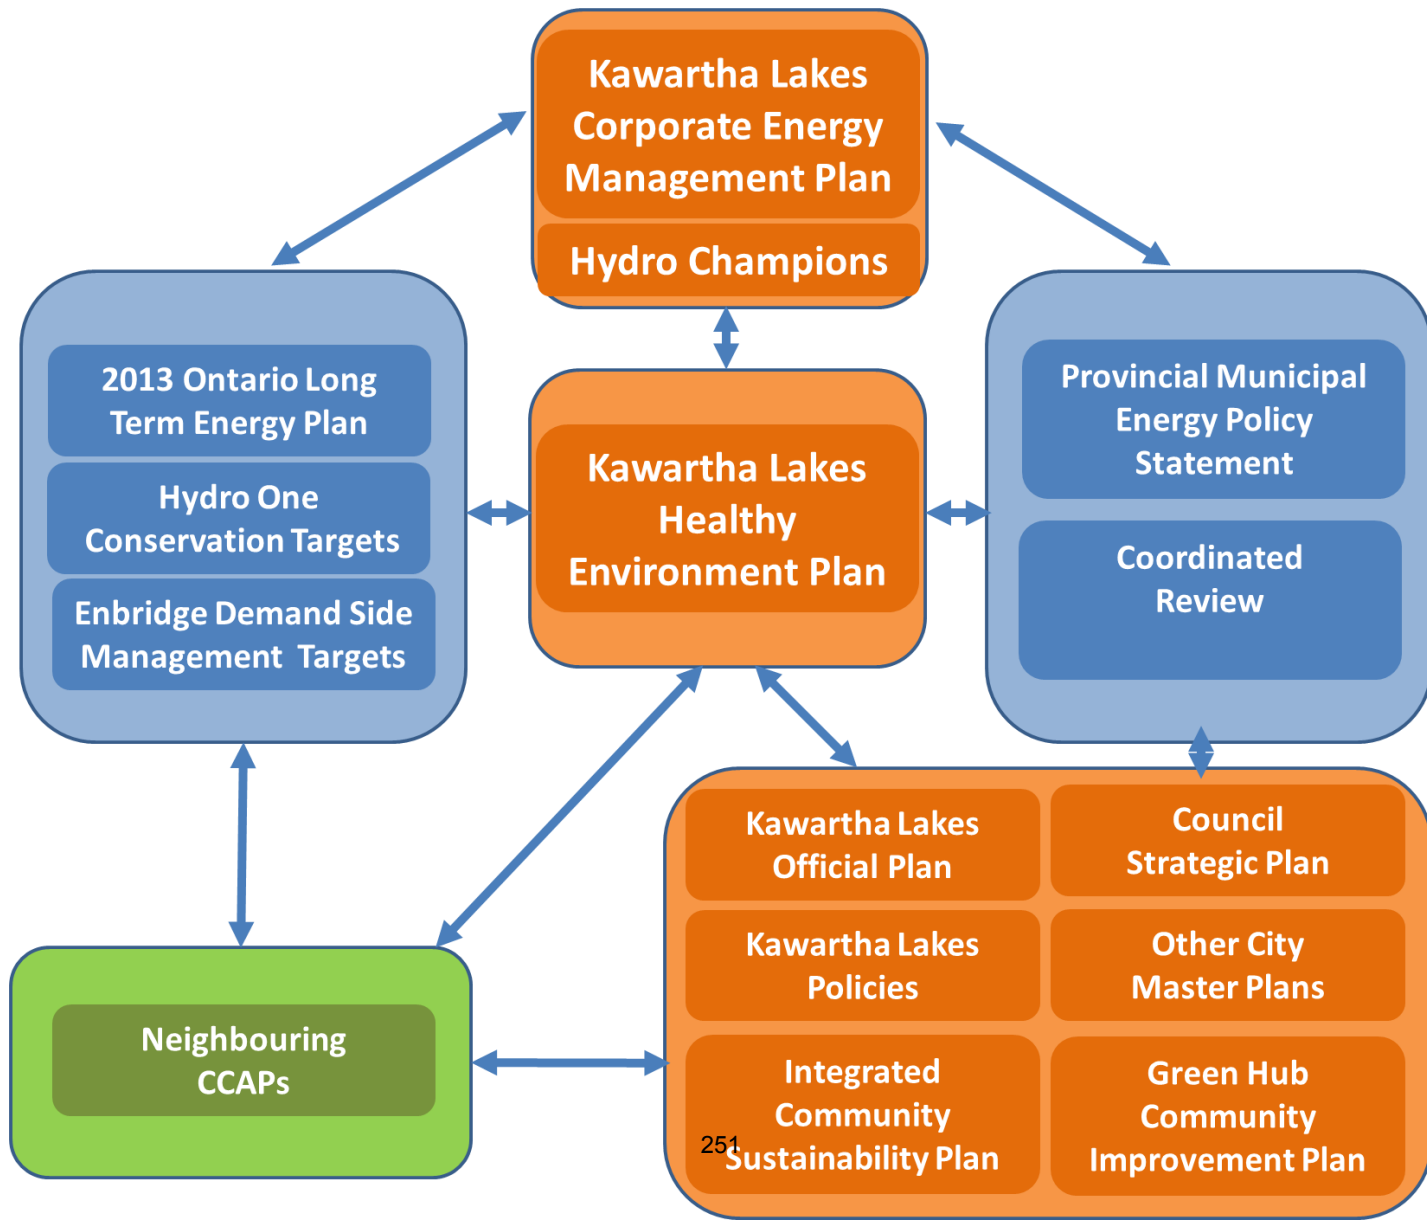 Kawartha Lakes
Corporate Energy
Management Plan
Hydro Champions
2013 Ontario Long
Term Energy Plan
Hydro One
Conservation Targets
Enbridge Demand Side
Management Targets
Kawartha Lakes
Healthy
Environment Plan
Provincial Municipal
Energy Policy
Statement
Coordinated
Review
Neighbouring
CCAPs
Kawartha Lakes
Official Plan
Council
Strategic Plan
Kawartha Lakes
Policies
Other City
Master Plans
Integrated
Community
Sustainability Plan
Green Hub
Community
Improvement Plan
251